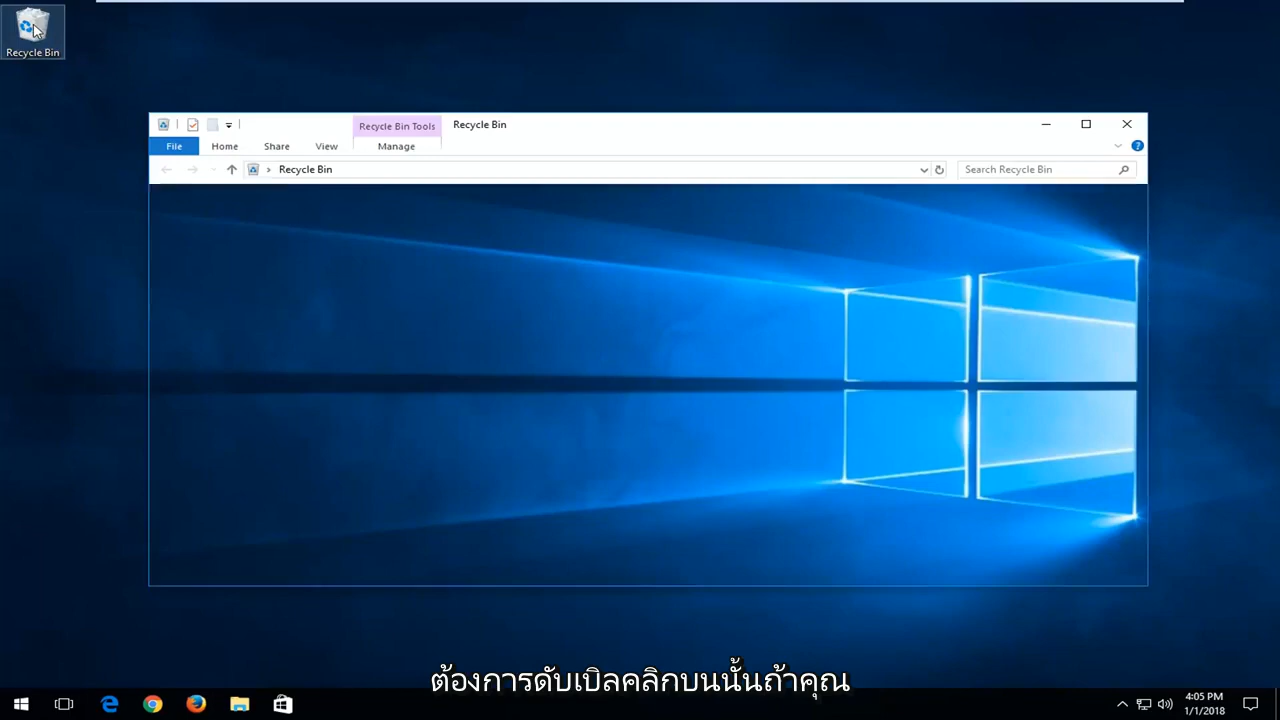 Recycle Bin
Recycle Bin Tools
Recycle Bin
File
Home
Share
View
Manage
Recycle Bin
Search Recycle Bin
ต้องการดับเบิลคลิกบนนั้นถ้าคุณ
4:05 PM
1/1/2018